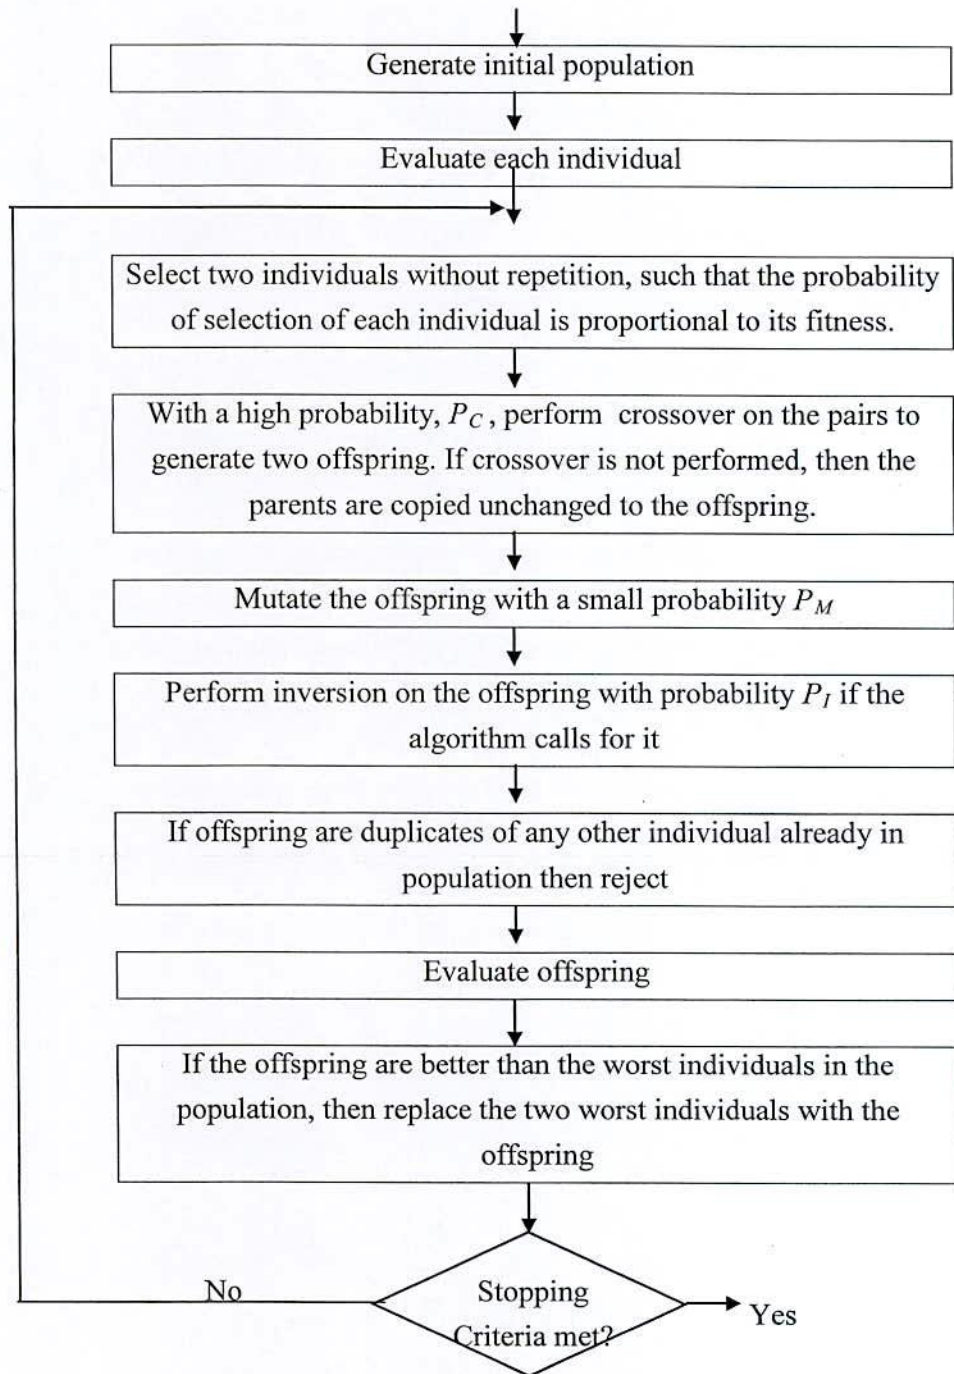 Generate initial population
Evaluate each individual
Select two individuals without repetition, such that the probability
of selection of each individual is proportional to its fitness.
With a high probability, P_C, perform crossover on the pairs to
generate two offspring. If crossover is not performed, then the
parents are copied unchanged to the offspring.
Mutate the offspring with a small probability P_M
Perform inversion on the offspring with probability P_I if the
algorithm calls for it
If offspring are duplicates of any other individual already in
population then reject
Evaluate offspring
If the offspring are better than the worst individuals in the
population, then replace the two worst individuals with the
offspring
No
Stopping
Criteria met?
Yes